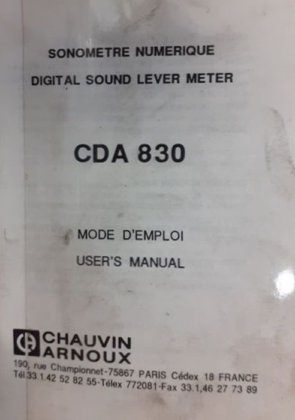 SONOMETRE NUMERIQUE
DIGITAL SOUND LEVER METER
CDA 830
MODE D'EMPLOI
USER'S MANUAL
CHAUVIN
ARNOUX
190, rue Championnet-75867 PARIS Cédex 18 FRANCE
Tél.33.1.42 52 82 55-Télex 772081-Fax 33.1,46 27 73 89